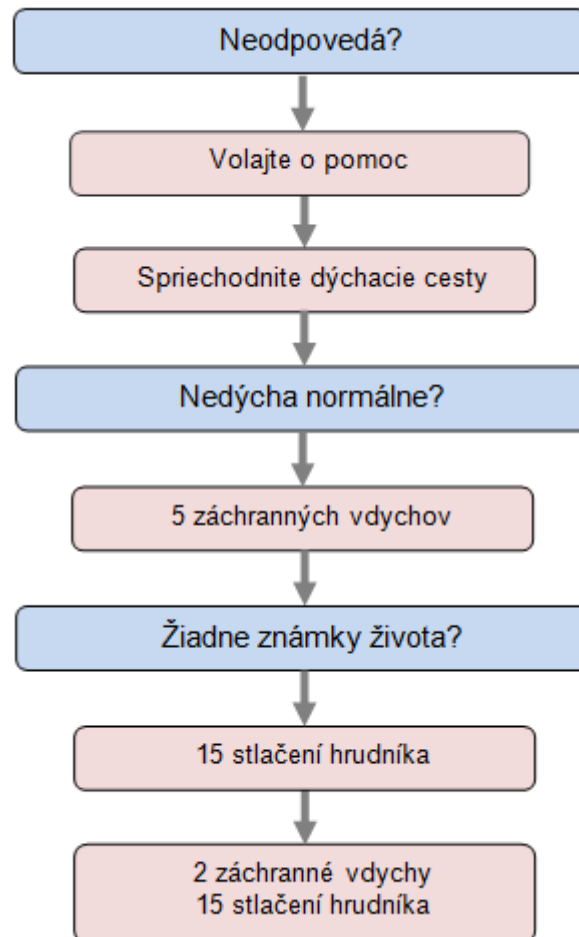 Neodpovedá?
Volajte o pomoc
Spriechodnite dýchacie cesty
Nedýcha normálne?
5 záchranných vdychov
Žiadne známky života?
15 stlačení hrudníka
2 záchranné vdychy
15 stlačení hrudníka